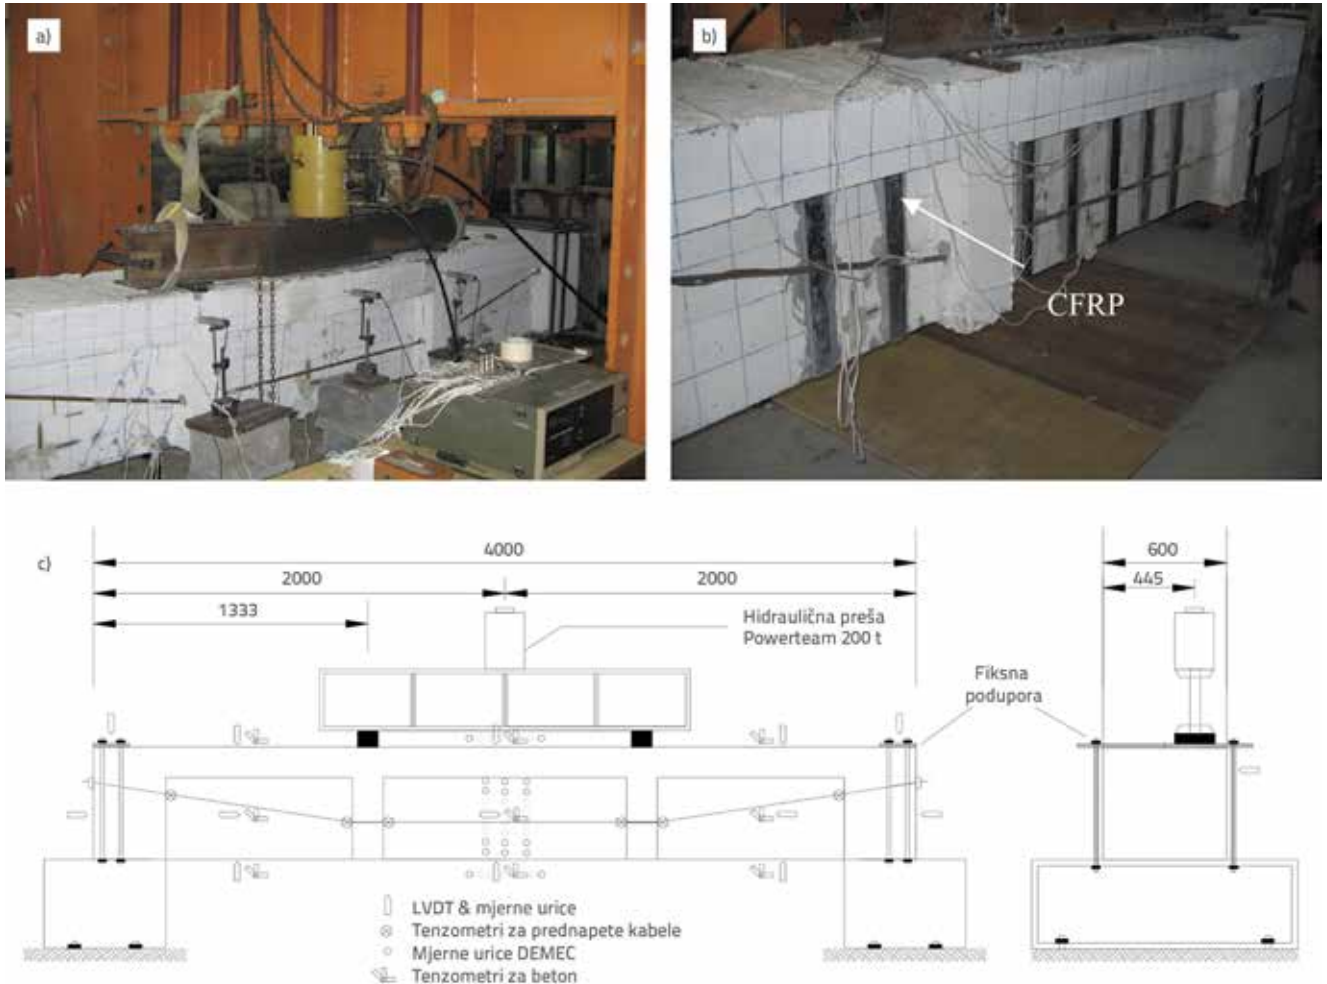 a)
b)
CFRP
c)
4000
2000
2000
1333
Hidraulična preša
Powerteam 200 t
Fiksna
podupora
600
445
LVDT & mjerne urice
Tenzometri za prednapete kabele
Mjerne urice DEMEC
Tenzometri za beton